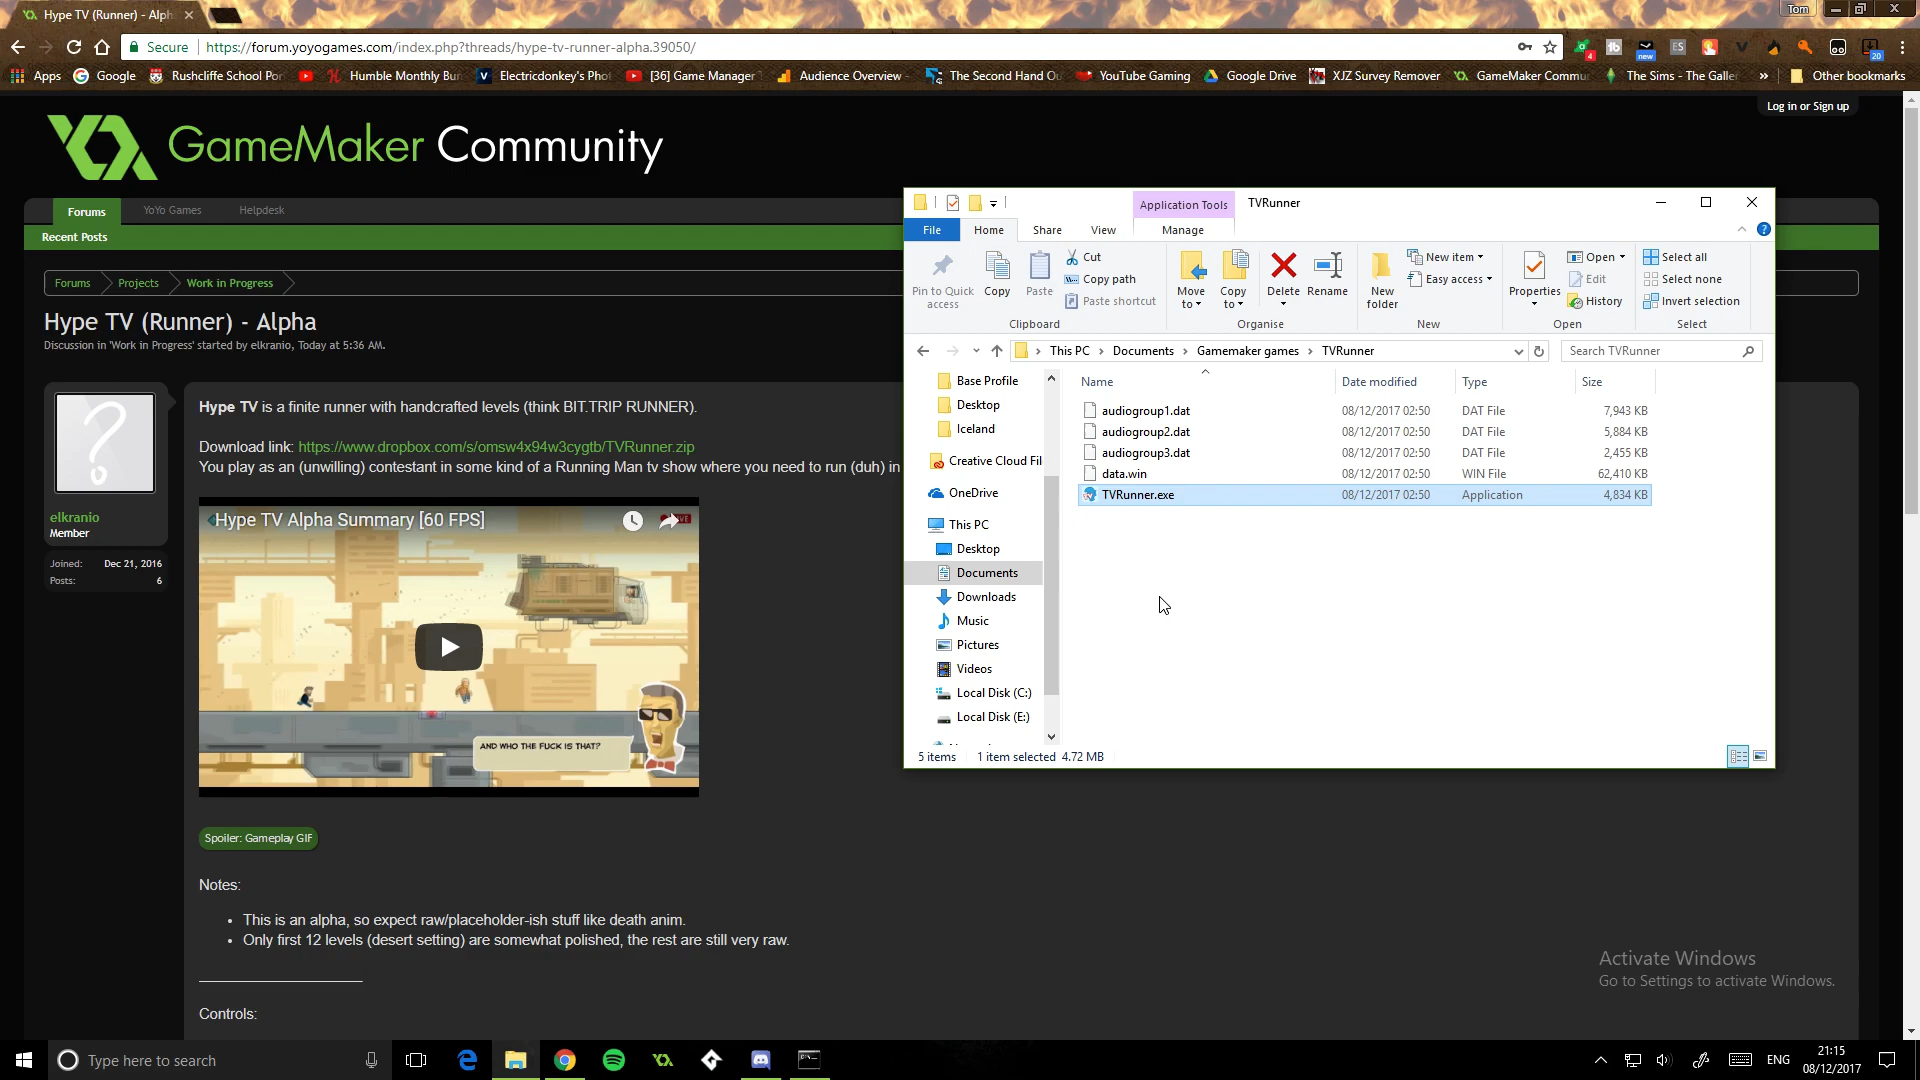 Hype TV (Runner) - Alph
Tom
Secure
https://forum.yoyogames.com/index.php?threads/hype-tv-runner-alpha.39050/
ES
4
new
20
Apps
Google
Rushcliffe School Por
Humble Monthly Bun
Electricdonkey's Phot
[36] Game Manager
Audience Overview -
The Second Hand Ou
YouTube Gaming
Google Drive
XJZ Survey Remover
GameMaker Commun
The Sims - The Galler
»
Other bookmarks
Log in or Sign up
GameMaker Community
Forums
YoYo Games
Helpdesk
Recent Posts
Forums
Projects
Work in Progress
Hype TV (Runner) - Alpha
Discussion in 'Work in Progress' started by elkranio, Today at 5:36 AM.
elkranio
Member
Joined: Dec 21, 2016
Posts: 6
Hype TV is a finite runner with handcrafted levels (think BIT.TRIP RUNNER).
Download link: https://www.dropbox.com/s/omsw4x94w3cygtb/TVRunner.zip
You play as an (unwilling) contestant in some kind of a Running Man tv show where you need to run (duh) in
Hype TV Alpha Summary [60 FPS]
AND WHO THE FUCK IS THAT?
Spoiler: Gameplay GIF
Notes:
• This is an alpha, so expect raw/placeholder-ish stuff like death anim.
• Only first 12 levels (desert setting) are somewhat polished, the rest are still very raw.
Controls:
Application Tools
TVRunner
File
Home
Share
View
Manage
Pin to Quick access
Copy
Paste
Cut
Copy path
Paste shortcut
Clipboard
Move to
Copy to
Delete
Rename
Organise
New folder
New item
Easy access
New
Properties
Open
Edit
History
Open
Select all
Select none
Invert selection
Select
This PC > Documents > Gamemaker games > TVRunner
Search TVRunner
Base Profile
Desktop
Iceland
Creative Cloud Fil
OneDrive
This PC
Desktop
Documents
Downloads
Music
Pictures
Videos
Local Disk (C:)
Local Disk (E:)
Name Date modified Type Size
audiogroup1.dat 08/12/2017 02:50 DAT File 7,943 KB
audiogroup2.dat 08/12/2017 02:50 DAT File 5,884 KB
audiogroup3.dat 08/12/2017 02:50 DAT File 2,455 KB
data.win 08/12/2017 02:50 WIN File 62,410 KB
TVRunner.exe 08/12/2017 02:50 Application 4,834 KB
5 items 1 item selected 4.72 MB
Activate Windows
Go to Settings to activate Windows.
Type here to search
ENG
21:15
08/12/2017